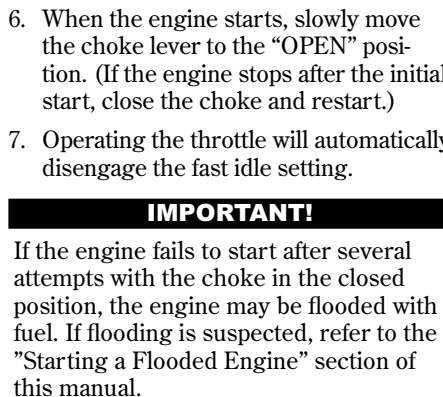 6. When the engine starts, slowly move
the choke lever to the “OPEN” posi-
tion. (If the engine stops after the initial
start, close the choke and restart.)
7. Operating the throttle will automatically
disengage the fast idle setting.
IMPORTANT!
If the engine fails to start after several
attempts with the choke in the closed
position, the engine may be flooded with
fuel. If flooding is suspected, refer to the
”Starting a Flooded Engine” section of
this manual.